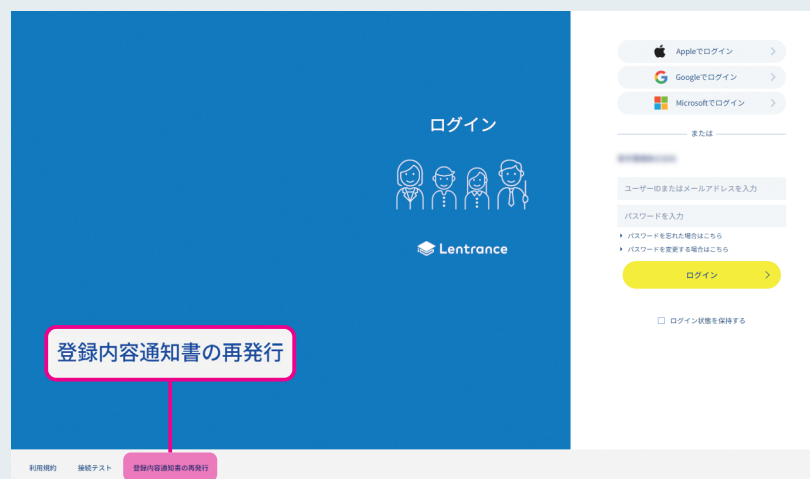 ログイン
Lentrance
登録内容通知書の再発行
Appleでログイン
Googleでログイン
Microsoftでログイン
または
ユーザーIDまたはメールアドレスを入力
パスワードを入力
パスワードを忘れた場合はこちら
パスワードを変更する場合はこちら
ログイン
ログイン状態を保持する
利用規約 接続テスト 登録内容通知書の再発行